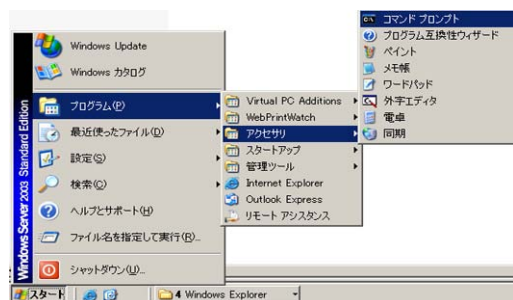 Windows Update
Windows カタログ
プログラム(P)
最近使ったファイル(D)
設定(S)
検索(C)
ヘルプとサポート(H)
ファイル名を指定して実行(R)...
シャットダウン(U)...
Windows Server 2003 Standard Edition
Virtual PC Additions
WebPrintWatch
アクセサリ
スタートアップ
管理ツール
Internet Explorer
Outlook Express
リモート アシスタンス
コマンド プロンプト
プログラム互換性ウィザード
ペイント
メモ帳
ワードパッド
外字エディタ
電卓
同期
スタート
4 Windows Explorer